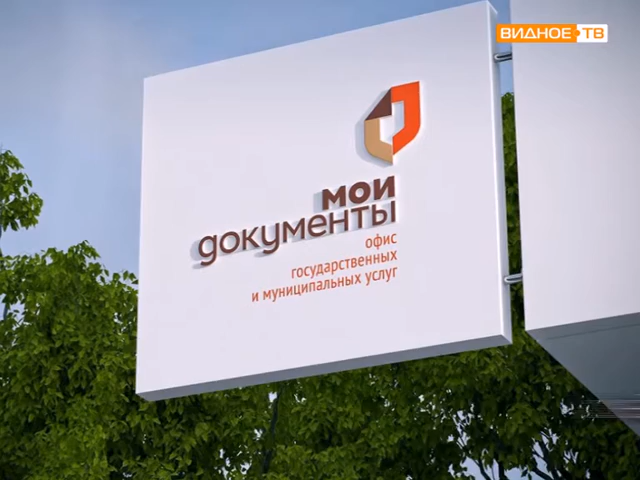 ВИДНОЕ ТВ
мои
документы
офис
государственных
и муниципальных услуг